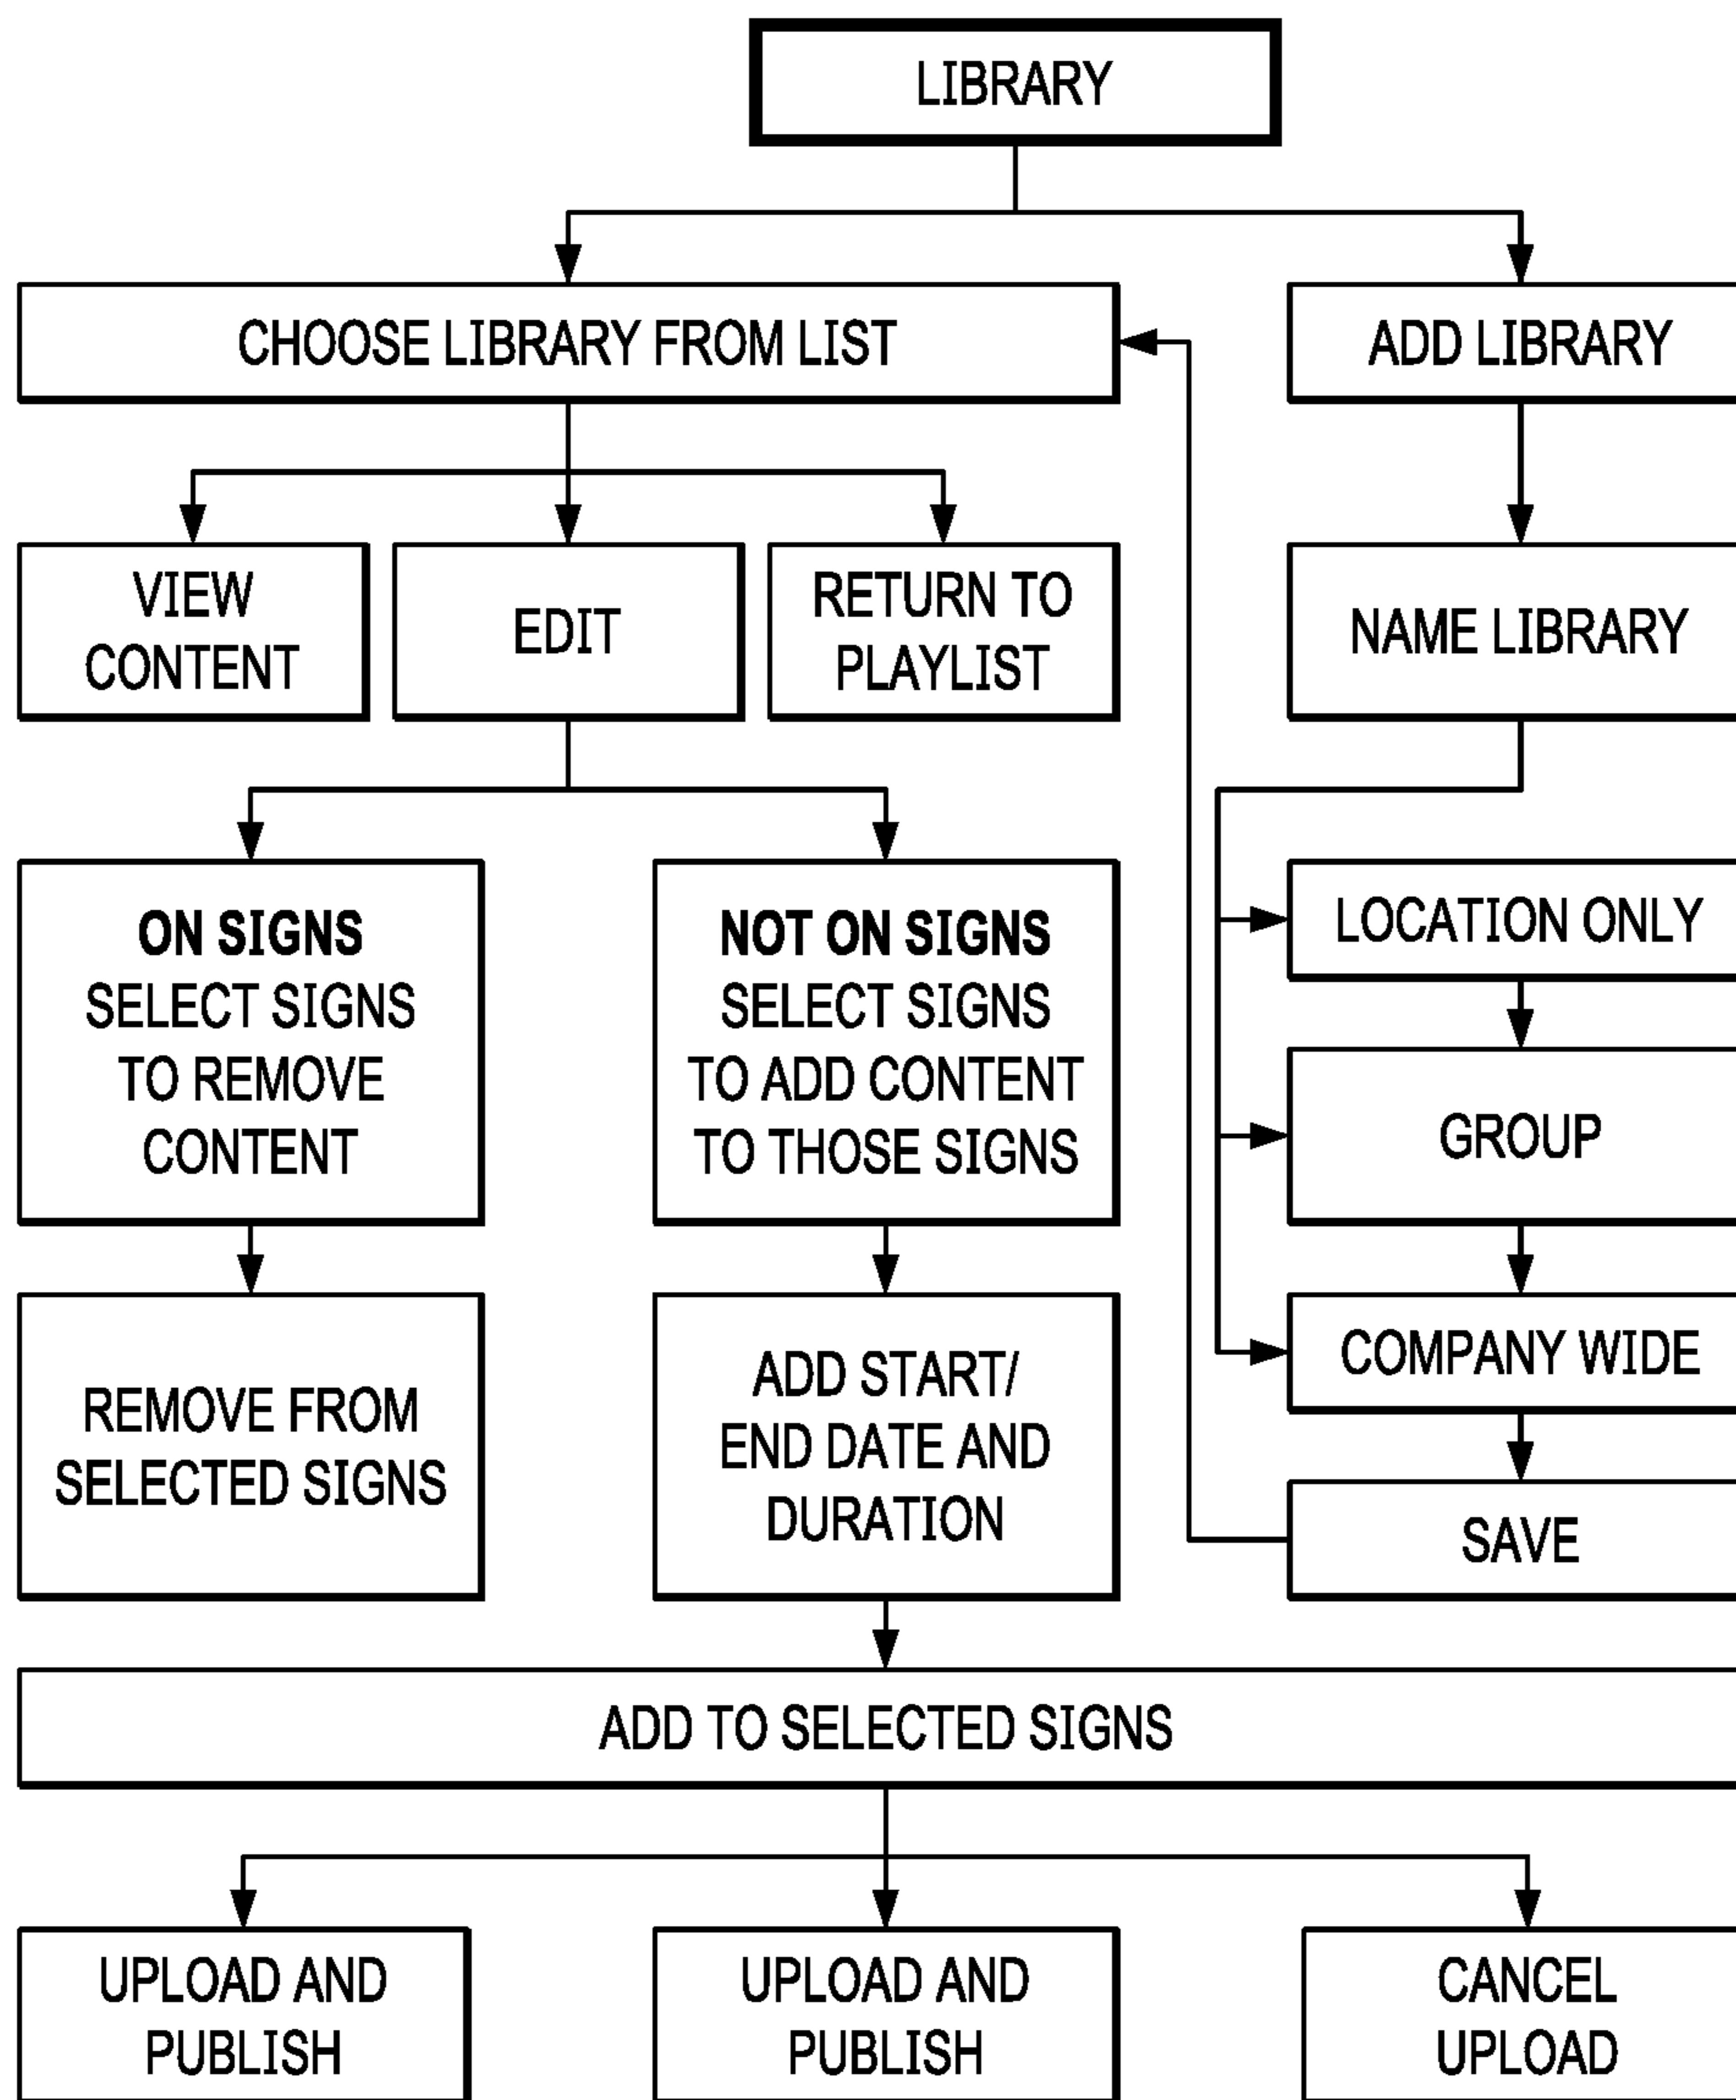 LIBRARY
CHOOSE LIBRARY FROM LIST
ADD LIBRARY
VIEW
CONTENT
EDIT
RETURN TO
PLAYLIST
NAME LIBRARY
ON SIGNS
SELECT SIGNS
TO REMOVE
CONTENT
NOT ON SIGNS
SELECT SIGNS
TO ADD CONTENT
TO THOSE SIGNS
LOCATION ONLY
GROUP
COMPANY WIDE
REMOVE FROM
SELECTED SIGNS
ADD START/
END DATE AND
DURATION
SAVE
ADD TO SELECTED SIGNS
UPLOAD AND
PUBLISH
UPLOAD AND
PUBLISH
CANCEL
UPLOAD